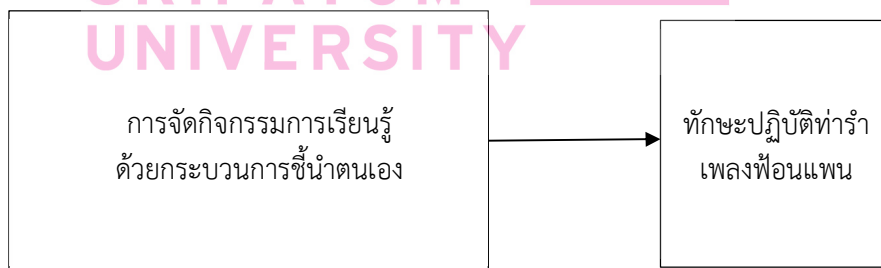 UNIVERSITY
การจัดกิจกรรมการเรียนรู้
ด้วยกระบวนการชี้นำตนเอง
ทักษะปฏิบัติท่ารำ
เพลงฟ้อนแพน